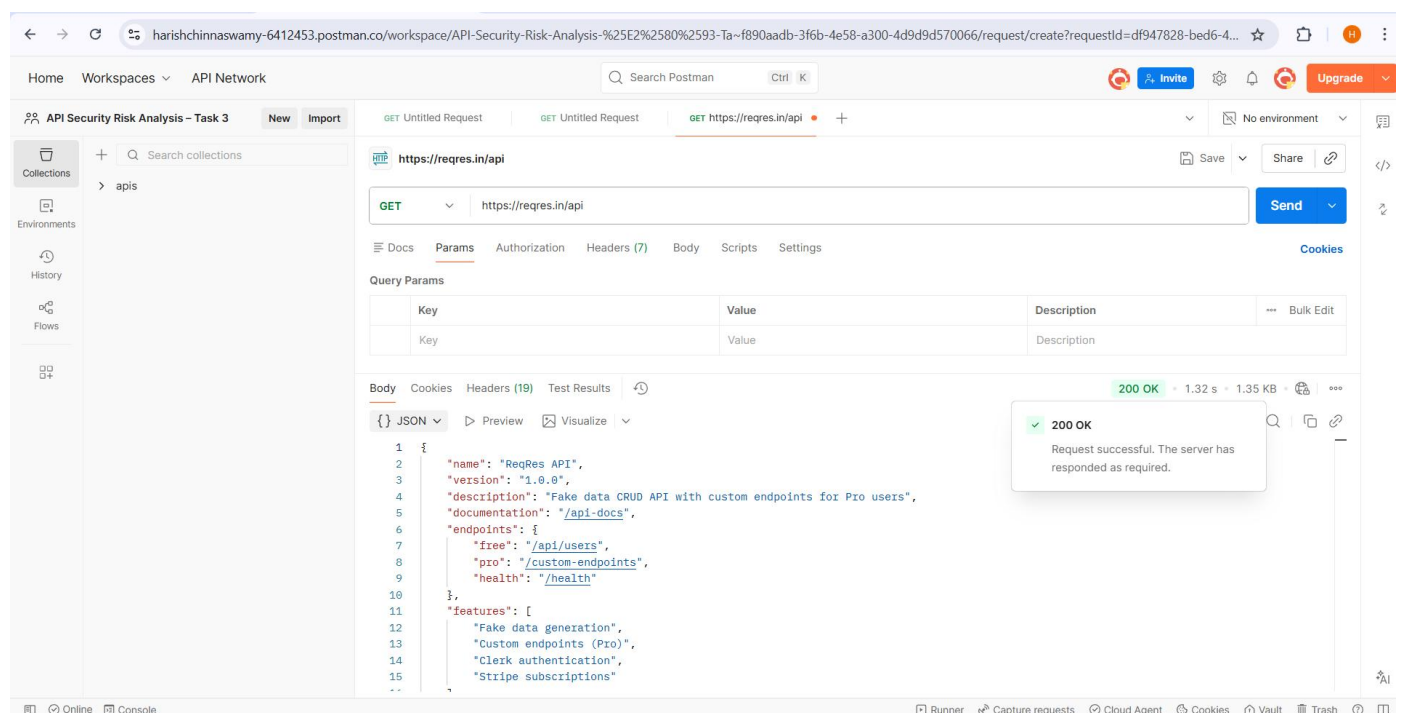 harishchinnaswamy-6412453.postman.co/workspace/API-Security-Risk-Analysis-%25E2%2580%2593-Ta~f890aadb-3f6b-4e58-a300-4d9d9d570066/request/create?requestId=df947828-bed6-4... H
Home Workspaces API Network Search Postman Ctrl K Invite Upgrade
API Security Risk Analysis – Task 3 New Import GET Untitled Request GET Untitled Request GET https://reqres.in/api No environment
Collections Search collections HTTP https://reqres.in/api Save Share
apis
GET https://reqres.in/api Send
Environments
Docs Params Authorization Headers (7) Body Scripts Settings Cookies
History
Query Params
Key Value Description Bulk Edit
Flows
Key Value Description
Body Cookies Headers (19) Test Results 200 OK 1.32 s 1.35 KB
{} JSON Preview Visualize
200 OK
Request successful. The server has
responded as required.
1 {
2 "name": "ReqRes API",
3 "version": "1.0.0",
4 "description": "Fake data CRUD API with custom endpoints for Pro users",
5 "documentation": "/api-docs",
6 "endpoints": {
7 "free": "/api/users",
8 "pro": "/custom-endpoints",
9 "health": "/health"
10 },
11 "features": [
12 "Fake data generation",
13 "Custom endpoints (Pro)",
14 "Clerk authentication",
15 "Stripe subscriptions"
AI
Online Console Runner Capture requests Cloud Agent Cookies Vault Trash